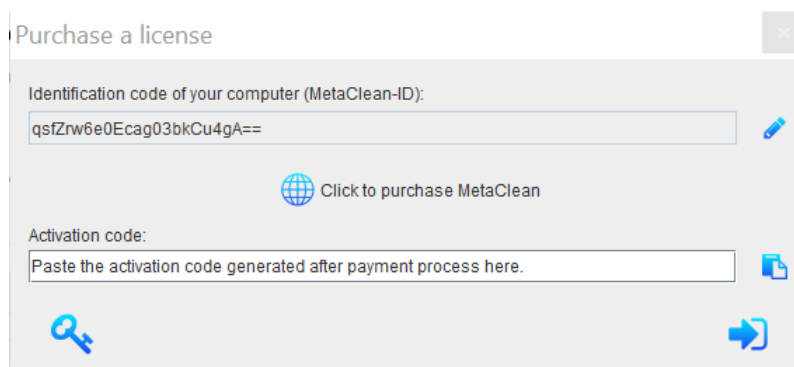 Purchase a license
Identification code of your computer (MetaClean-ID):
qsfZrw6e0Ecag03bkCu4gA==
Click to purchase MetaClean
Activation code:
Paste the activation code generated after payment process here.